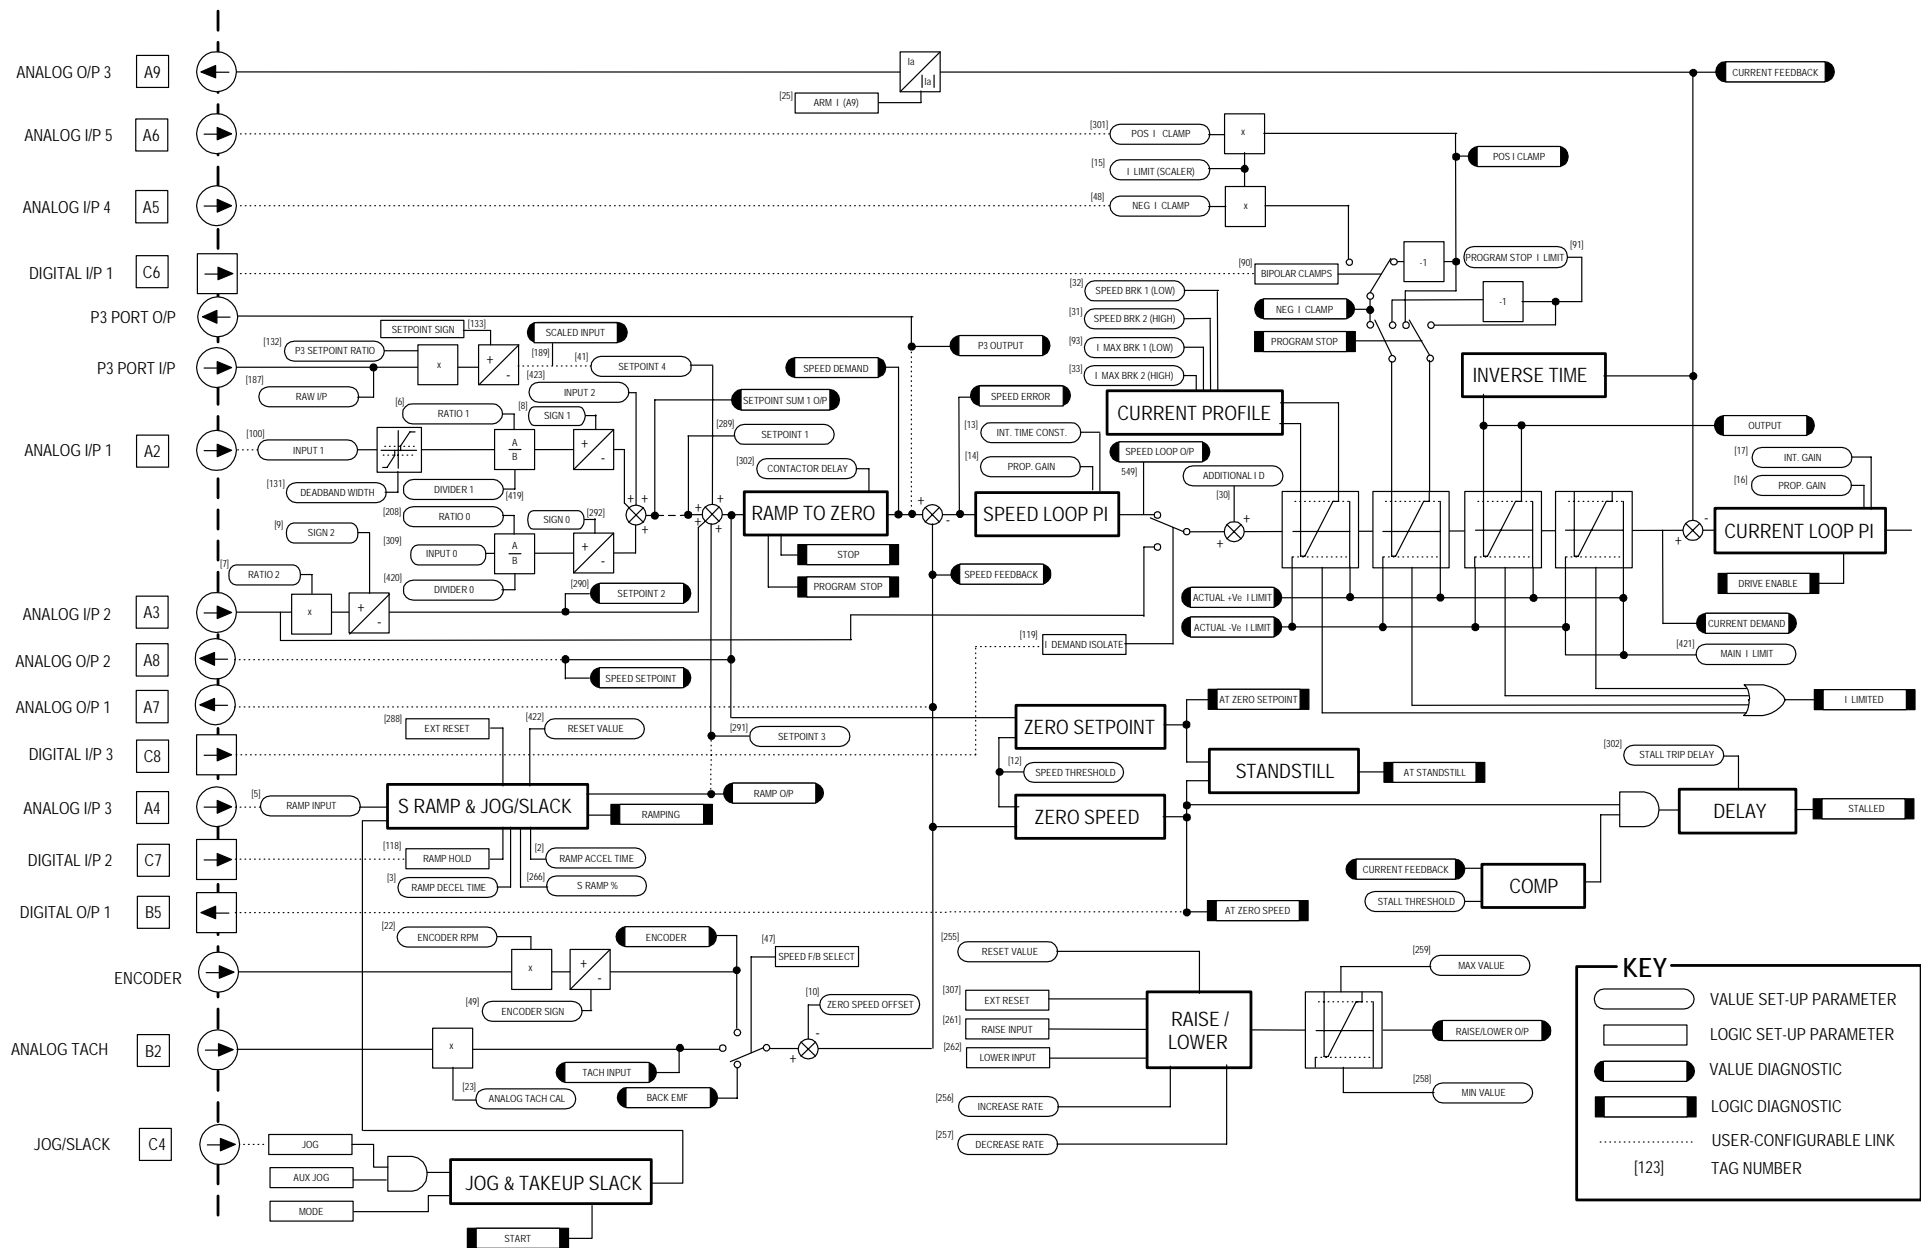 ANALOG O/P 3 A9
Ia
|Ia|
CURRENT FEEDBACK
[25] ARM I (A9)
ANALOG I/P 5 A6
[301] POS I CLAMP
x
POS I CLAMP
[15] I LIMIT (SCALER)
ANALOG I/P 4 A5
[48] NEG I CLAMP
x
DIGITAL I/P 1 C6
[90] BIPOLAR CLAMPS
-1
PROGRAM STOP I LIMIT [91]
-1
NEG I CLAMP
PROGRAM STOP
[32] SPEED BRK 1 (LOW)
[31] SPEED BRK 2 (HIGH)
[93] I MAX BRK 1 (LOW)
[33] I MAX BRK 2 (HIGH)
CURRENT PROFILE
INVERSE TIME
P3 PORT O/P
SETPOINT SIGN [133]
SCALED INPUT
[189]
P3 OUTPUT
P3 PORT I/P
[132] P3 SETPOINT RATIO
x
+
-
[41] SETPOINT 4
SPEED DEMAND
[187] RAW I/P
[423] INPUT 2
SETPOINT SUM 1 O/P
SPEED ERROR
[6] RATIO 1
[8] SIGN 1
[289] SETPOINT 1
[13] INT. TIME CONST.
SPEED LOOP O/P
549]
OUTPUT
ANALOG I/P 1 A2
[100] INPUT 1
A
B
+
-
[302] CONTACTOR DELAY
[14] PROP. GAIN
ADDITIONAL I D
[30]
[17] INT. GAIN
[16] PROP. GAIN
[131] DEADBAND WIDTH
DIVIDER 1
[419]
[208] RATIO 0
SIGN 0 [292]
+
+
+
+
+
+
+
RAMP TO ZERO
+
-
SPEED LOOP PI
+
+
-
+
CURRENT LOOP PI
[9] SIGN 2
[309] INPUT 0
A
B
+
-
STOP
PROGRAM STOP
SPEED FEEDBACK
DRIVE ENABLE
[7] RATIO 2
[420] DIVIDER 0
[290] SETPOINT 2
ACTUAL +Ve I LIMIT
ANALOG I/P 2 A3
x
+
-
ACTUAL -Ve I LIMIT
CURRENT DEMAND
[119] I DEMAND ISOLATE
[421] MAIN I LIMIT
ANALOG O/P 2 A8
SPEED SETPOINT
ANALOG O/P 1 A7
AT ZERO SETPOINT
I LIMITED
[288] EXT RESET
[422] RESET VALUE
[291] SETPOINT 3
ZERO SETPOINT
DIGITAL I/P 3 C8
[12] SPEED THRESHOLD
STANDSTILL
AT STANDSTILL
[302] STALL TRIP DELAY
ANALOG I/P 3 A4
[5] RAMP INPUT
S RAMP & JOG/SLACK
RAMP O/P
RAMPING
ZERO SPEED
DELAY
STALLED
DIGITAL I/P 2 C7
[118] RAMP HOLD
[2] RAMP ACCEL TIME
[3] RAMP DECEL TIME
[266] S RAMP %
CURRENT FEEDBACK
COMP
STALL THRESHOLD
DIGITAL O/P 1 B5
AT ZERO SPEED
[22] ENCODER RPM
ENCODER
[47] SPEED F/B SELECT
[255] RESET VALUE
[259] MAX VALUE
ENCODER
x
+
-
[49] ENCODER SIGN
[10] ZERO SPEED OFFSET
-
+
[307] EXT RESET
[261] RAISE INPUT
[262] LOWER INPUT
RAISE /
LOWER
RAISE/LOWER O/P
ANALOG TACH B2
x
TACH INPUT
[23] ANALOG TACH CAL
BACK EMF
[256] INCREASE RATE
[257] DECREASE RATE
[258] MIN VALUE
JOG/SLACK C4
JOG
AUX JOG
MODE
JOG & TAKEUP SLACK
START
KEY
VALUE SET-UP PARAMETER
LOGIC SET-UP PARAMETER
VALUE DIAGNOSTIC
LOGIC DIAGNOSTIC
USER-CONFIGURABLE LINK
[123] TAG NUMBER